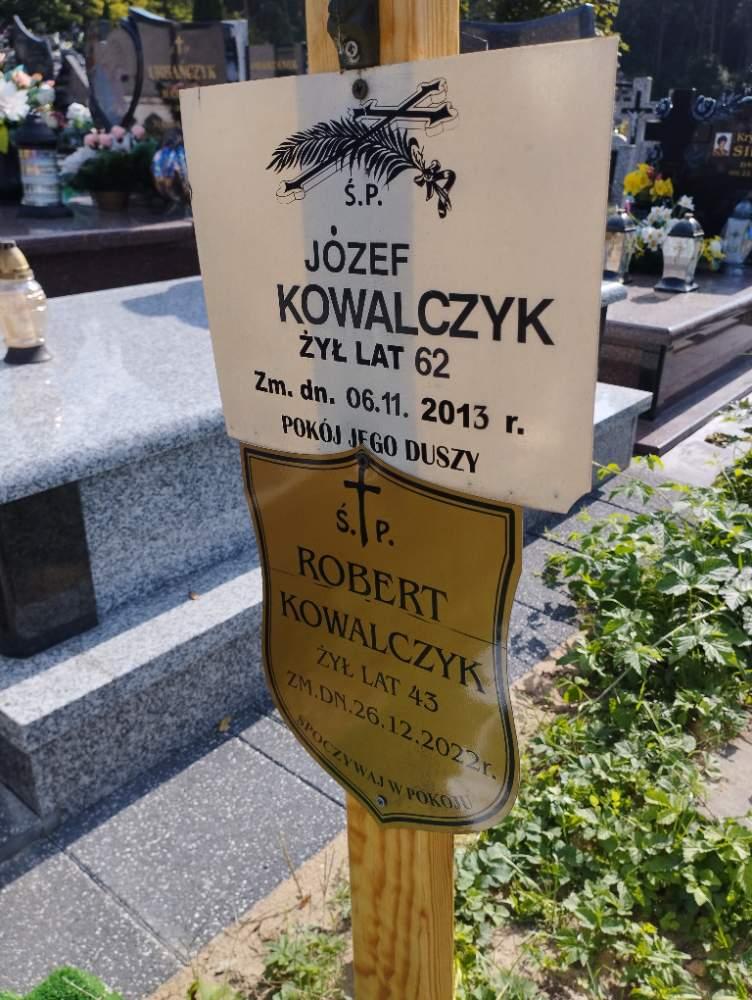 URBAŃCZYK
Ś.P.
JÓZEF
KOWALCZYK
ŻYŁ LAT 62
Zm. dn. 06.11. 2013 r.
POKÓJ JEGO DUSZY
Ś. P.
ROBERT
KOWALCZYK
ŻYŁ LAT 43
ZM.DN.26.12.2022r.
SPOCZYWAJ W POKOJU